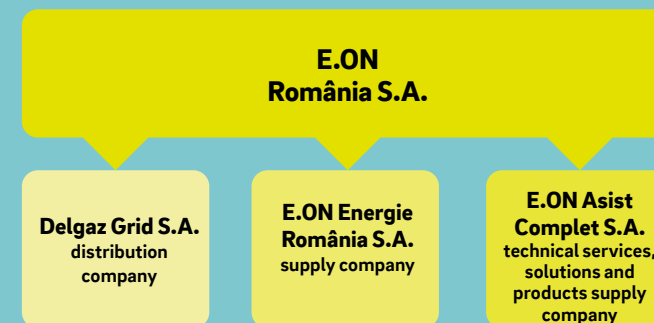 E.ON
România S.A.
Delgaz Grid S.A.
distribution
company
E.ON Energie
România S.A.
supply company
E.ON Asist
Complet S.A.
technical services,
solutions and
products supply
company